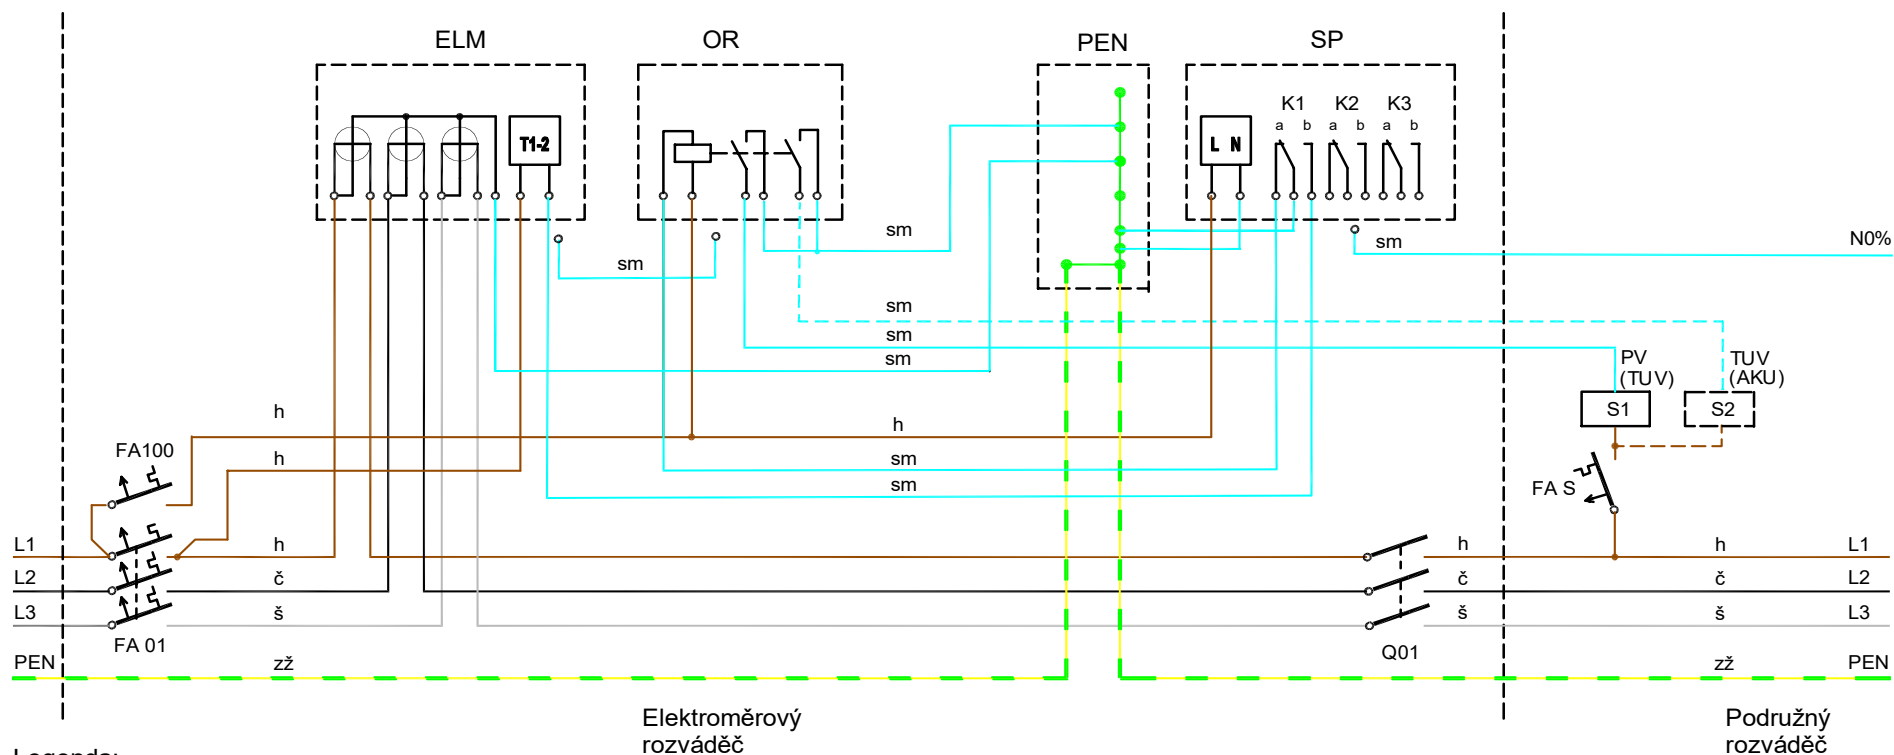 ELM
OR
PEN
SP
T1-2
L N
K1
K2
K3
a
b
a
b
a
b
sm
sm
sm
N0%
sm
sm
sm
PV
(TUV)
TUV
(AKU)
S1
S2
h
h
FA100
h
sm
sm
FA S
L1
h
h
h
L1
L2
č
č
č
L2
L3
š
š
š
L3
FA 01
Q01
PEN
zž
zž
PEN
Elektroměrový
rozváděč
Podružný
rozváděč